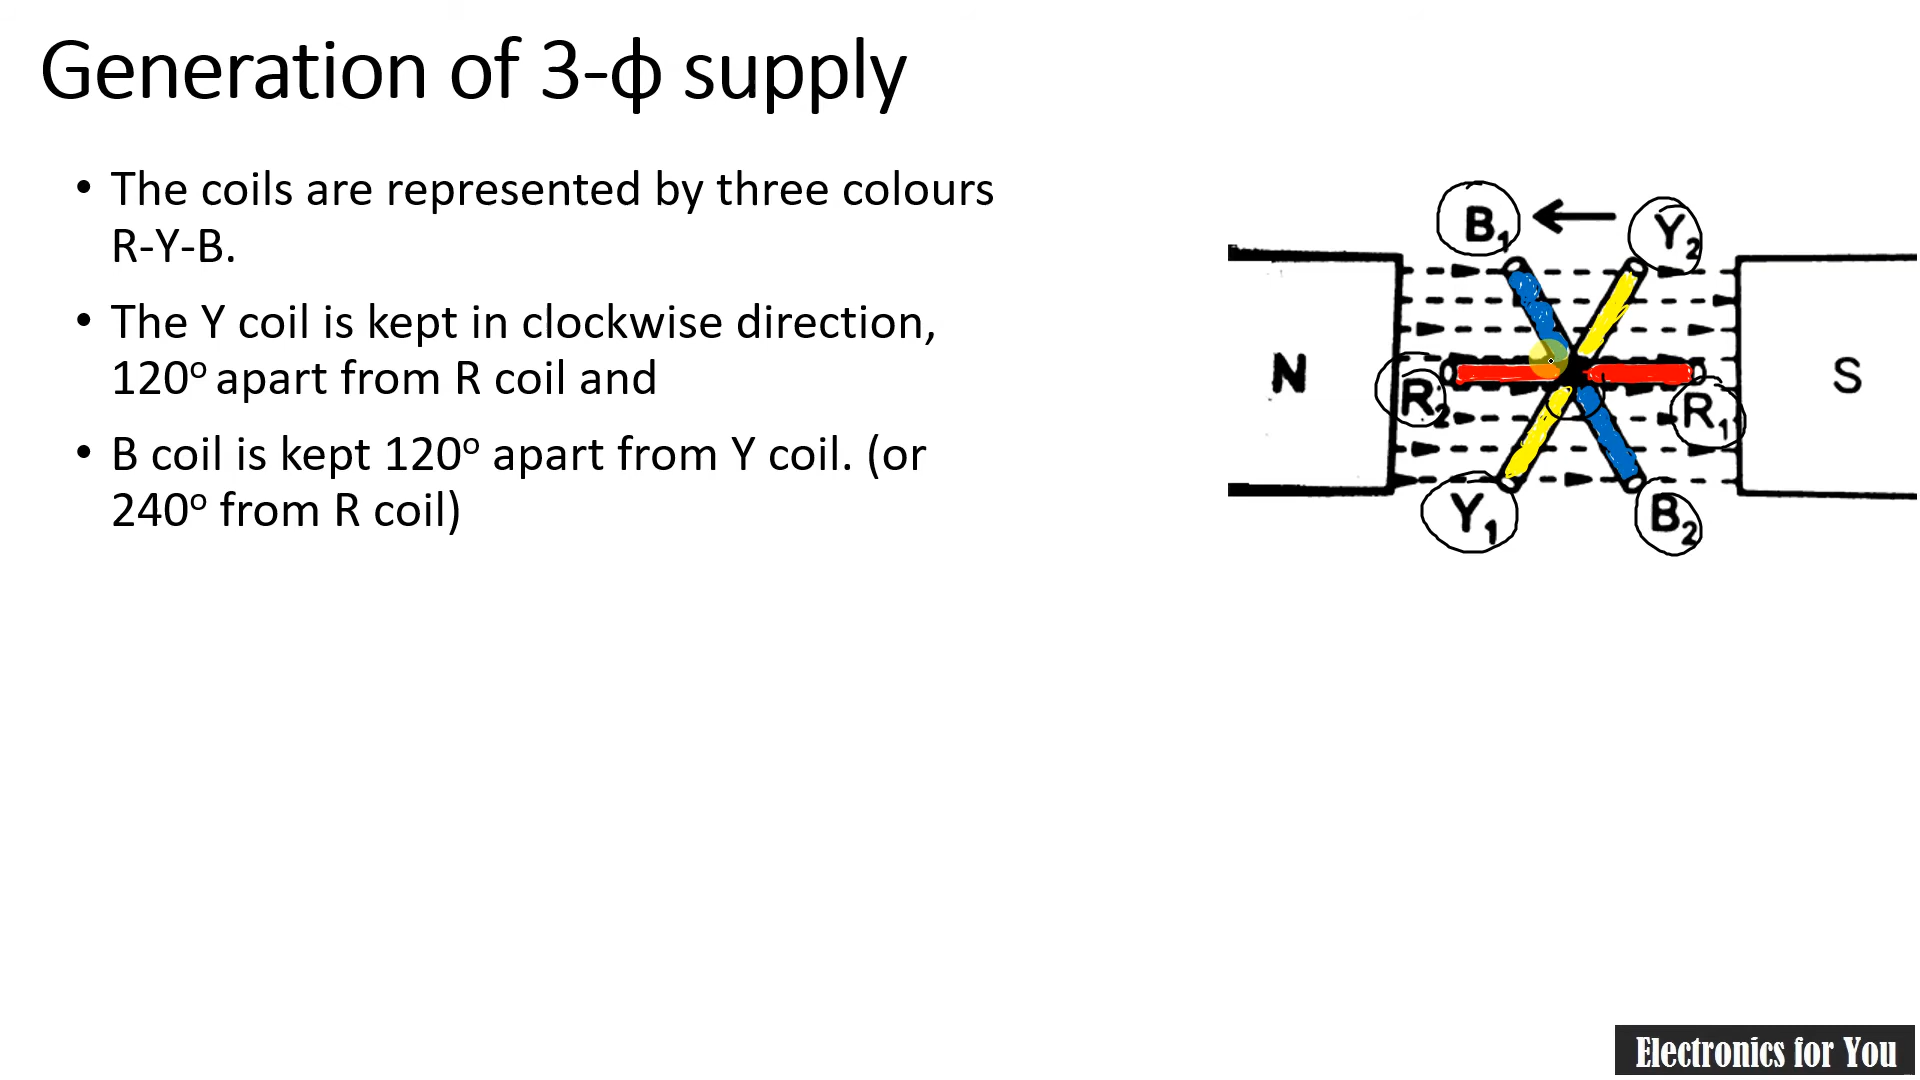 Generation of 3-ф supply
• The coils are represented by three colours
R-Y-B.
• The Y coil is kept in clockwise direction,
120º apart from R coil and
• B coil is kept 120º apart from Y coil. (or
240º from R coil)
B₁ Y₂
N S
R₂ R₁
Y₁ B₂
Electronics for You